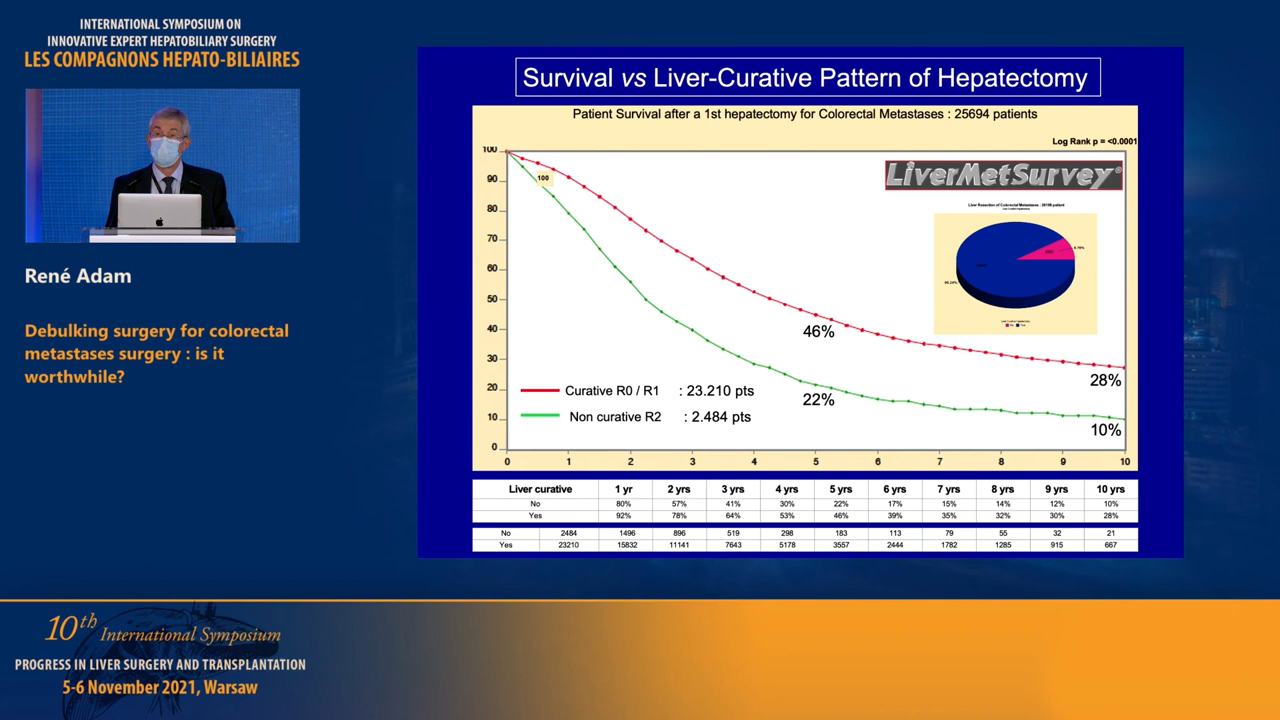 INTERNATIONAL SYMPOSIUM ON
INNOVATIVE EXPERT HEPATOBILIARY SURGERY
LES COMPAGNONS HEPATO-BILIAIRES
René Adam
Debulking surgery for colorectal
metastases surgery : is it
worthwhile?
Survival vs Liver-Curative Pattern of Hepatectomy
Patient Survival after a 1st hepatectomy for Colorectal Metastases : 25694 patients
Log Rank p = <0.0001
LiverMetSurvey®
100
90
80
70
60
50
40
30
20
10
0
100
46%
28%
22%
10%
Curative R0 / R1 : 23.210 pts
Non curative R2 : 2.484 pts
0 1 2 3 4 5 6 7 8 9 10
Liver curative 1 yr 2 yrs 3 yrs 4 yrs 5 yrs 6 yrs 7 yrs 8 yrs 9 yrs 10 yrs
No 80% 57% 41% 30% 22% 17% 15% 14% 12% 10%
Yes 92% 78% 64% 53% 46% 39% 35% 32% 30% 28%
No 2484 1496 896 519 298 183 113 79 55 32 21
Yes 23210 15832 11141 7643 5178 3557 2444 1782 1285 915 667
10th International Symposium
PROGRESS IN LIVER SURGERY AND TRANSPLANTATION
5-6 November 2021, Warsaw